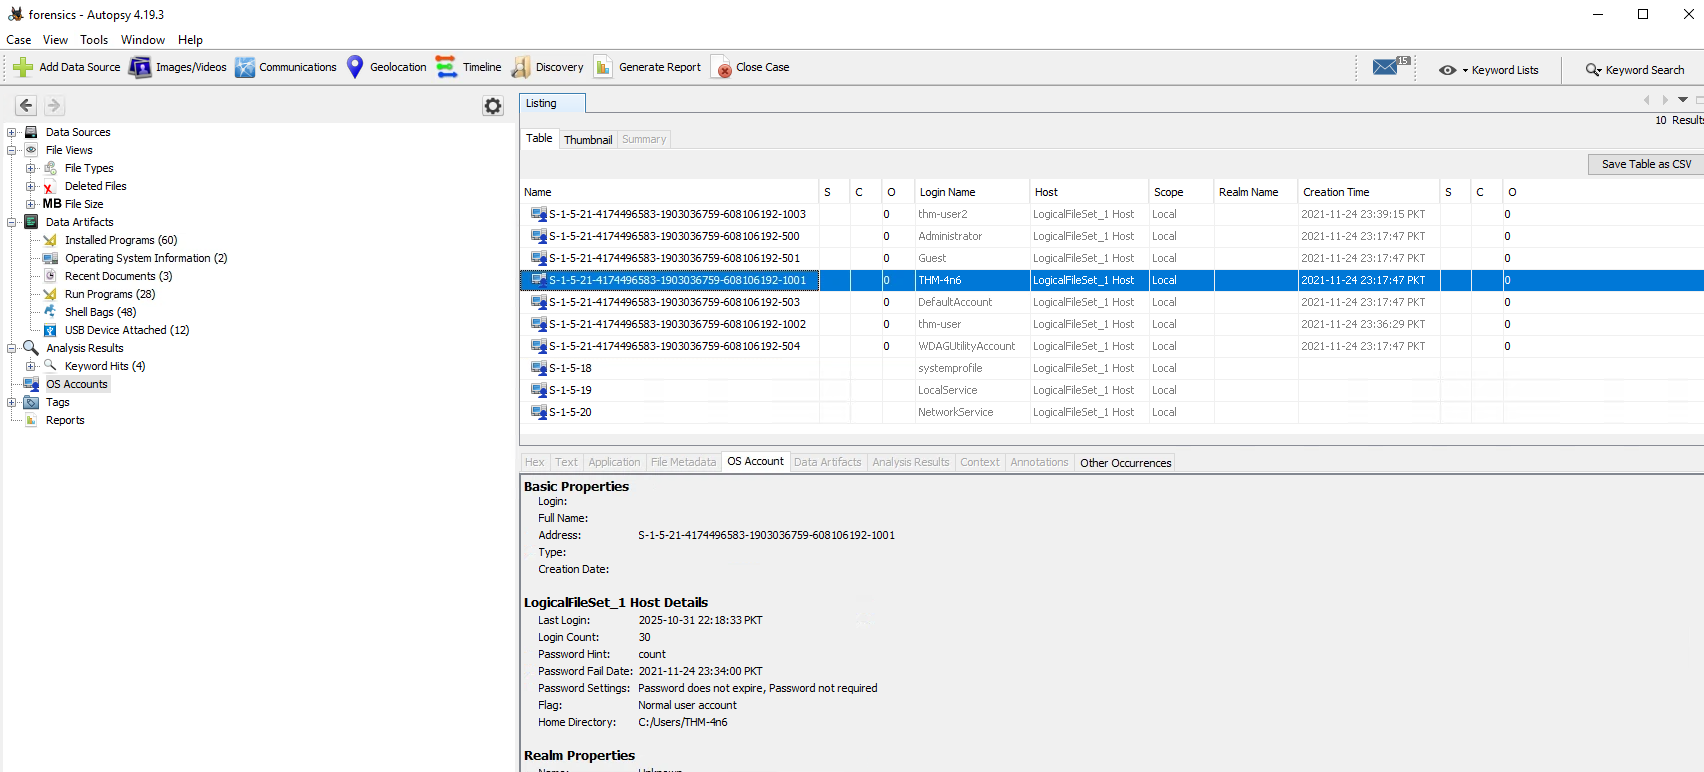 forensics - Autopsy 4.19.3
Case View Tools Window Help
Add Data Source Images/Videos Communications Geolocation Timeline Discovery Generate Report Close Case 15 Keyword Lists Keyword Search
Listing
10 Results
Table Thumbnail Summary
Save Table as CSV
Data Sources
File Views
File Types
Deleted Files
MB File Size
Data Artifacts
Installed Programs (60)
Operating System Information (2)
Recent Documents (3)
Run Programs (28)
Shell Bags (48)
USB Device Attached (12)
Analysis Results
Keyword Hits (4)
OS Accounts
Tags
Reports
Name S C O Login Name Host Scope Realm Name Creation Time S C O
S-1-5-21-4174496583-1903036759-608106192-1003 0 thm-user2 LogicalFileSet_1 Host Local 2021-11-24 23:39:15 PKT 0
S-1-5-21-4174496583-1903036759-608106192-500 0 Administrator LogicalFileSet_1 Host Local 2021-11-24 23:17:47 PKT 0
S-1-5-21-4174496583-1903036759-608106192-501 0 Guest LogicalFileSet_1 Host Local 2021-11-24 23:17:47 PKT 0
S-1-5-21-4174496583-1903036759-608106192-1001 0 THM-4n6 LogicalFileSet_1 Host Local 2021-11-24 23:17:47 PKT 0
S-1-5-21-4174496583-1903036759-608106192-503 0 DefaultAccount LogicalFileSet_1 Host Local 2021-11-24 23:17:47 PKT 0
S-1-5-21-4174496583-1903036759-608106192-1002 0 thm-user LogicalFileSet_1 Host Local 2021-11-24 23:36:29 PKT 0
S-1-5-21-4174496583-1903036759-608106192-504 0 WDAGUtilityAccount LogicalFileSet_1 Host Local 2021-11-24 23:17:47 PKT 0
S-1-5-18 systemprofile LogicalFileSet_1 Host Local
S-1-5-19 LocalService LogicalFileSet_1 Host Local
S-1-5-20 NetworkService LogicalFileSet_1 Host Local
Hex Text Application File Metadata OS Account Data Artifacts Analysis Results Context Annotations Other Occurrences
Basic Properties
Login:
Full Name:
Address: S-1-5-21-4174496583-1903036759-608106192-1001
Type:
Creation Date:
LogicalFileSet_1 Host Details
Last Login: 2025-10-31 22:18:33 PKT
Login Count: 30
Password Hint: count
Password Fail Date: 2021-11-24 23:34:00 PKT
Password Settings: Password does not expire, Password not required
Flag: Normal user account
Home Directory: C:/Users/THM-4n6
Realm Properties